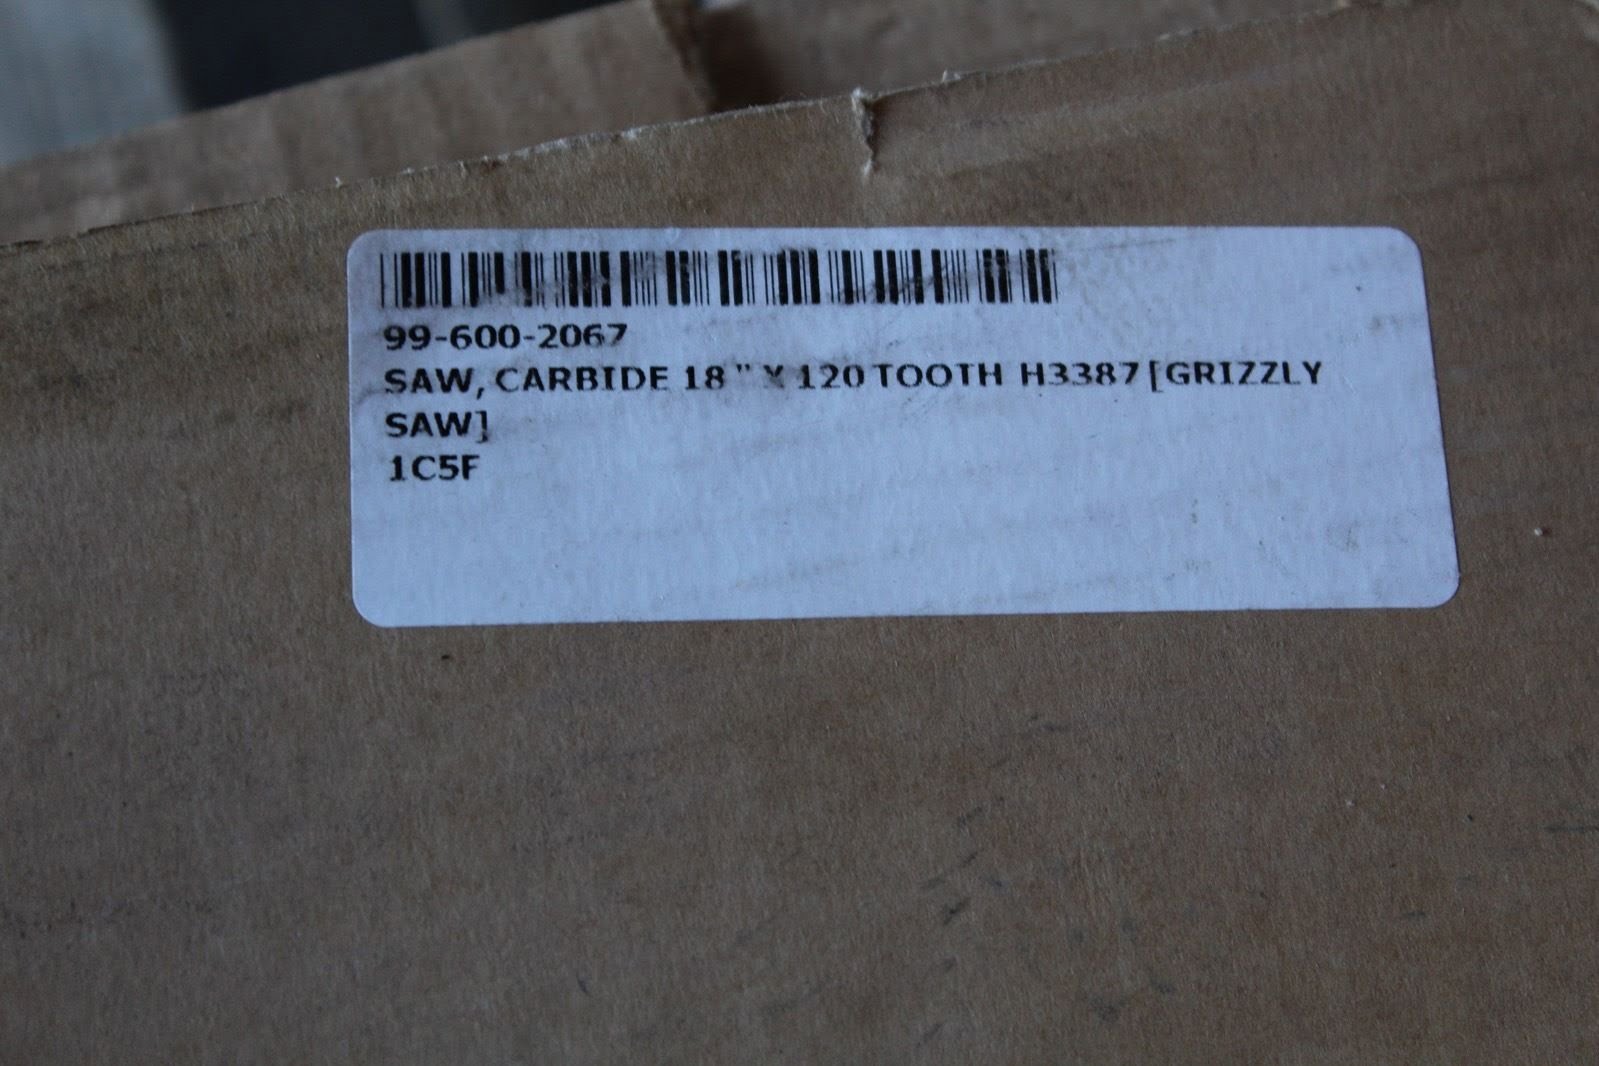 99-600-2067
SAW, CARBIDE 18 " X 120 TOOTH H3387 [GRIZZLY
SAW]
1C5F